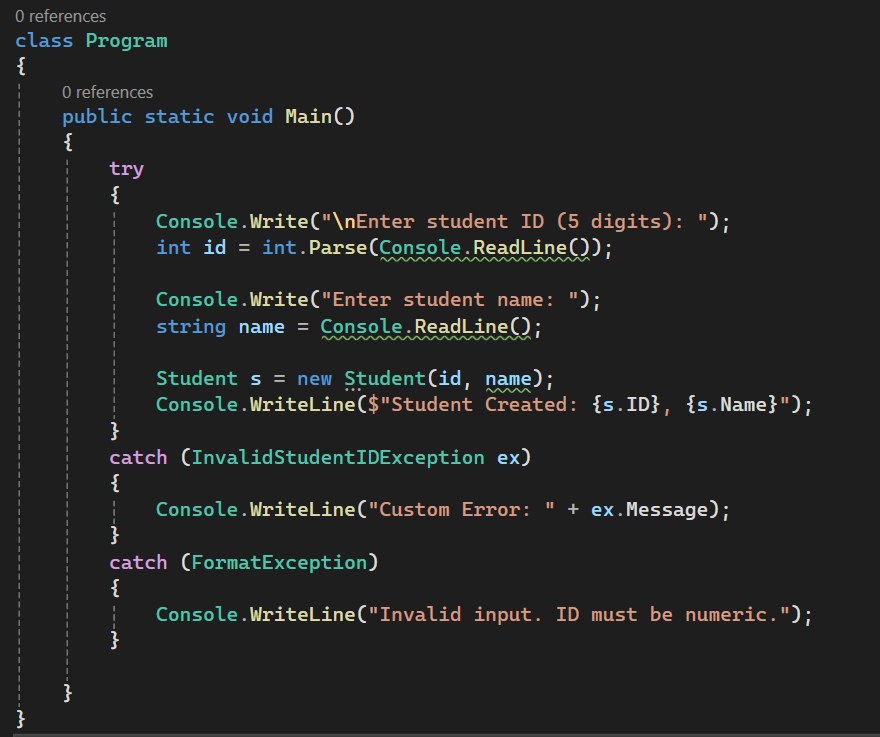 0 references
class Program
{
0 references
public static void Main()
{
try
{
Console.Write("\nEnter student ID (5 digits): ");
int id = int.Parse(Console.ReadLine());
Console.Write("Enter student name: ");
string name = Console.ReadLine();
Student s = new Student(id, name);
Console.WriteLine($"Student Created: {s.ID}, {s.Name}");
}
catch (InvalidStudentIDException ex)
{
Console.WriteLine("Custom Error: " + ex.Message);
}
catch (FormatException)
{
Console.WriteLine("Invalid input. ID must be numeric.");
}
}
}